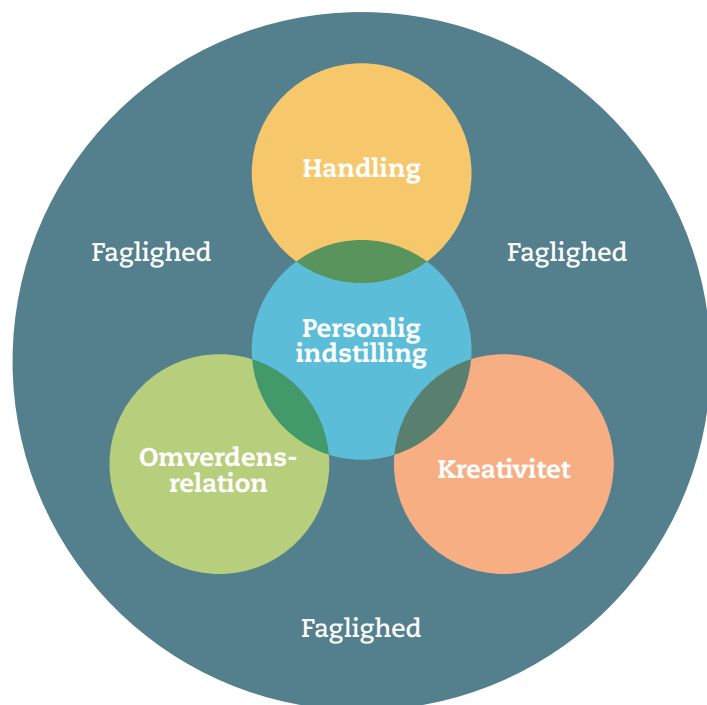 Handling
Faglighed
Faglighed
Personlig
indstilling
Omverdens-
relation
Kreativitet
Faglighed